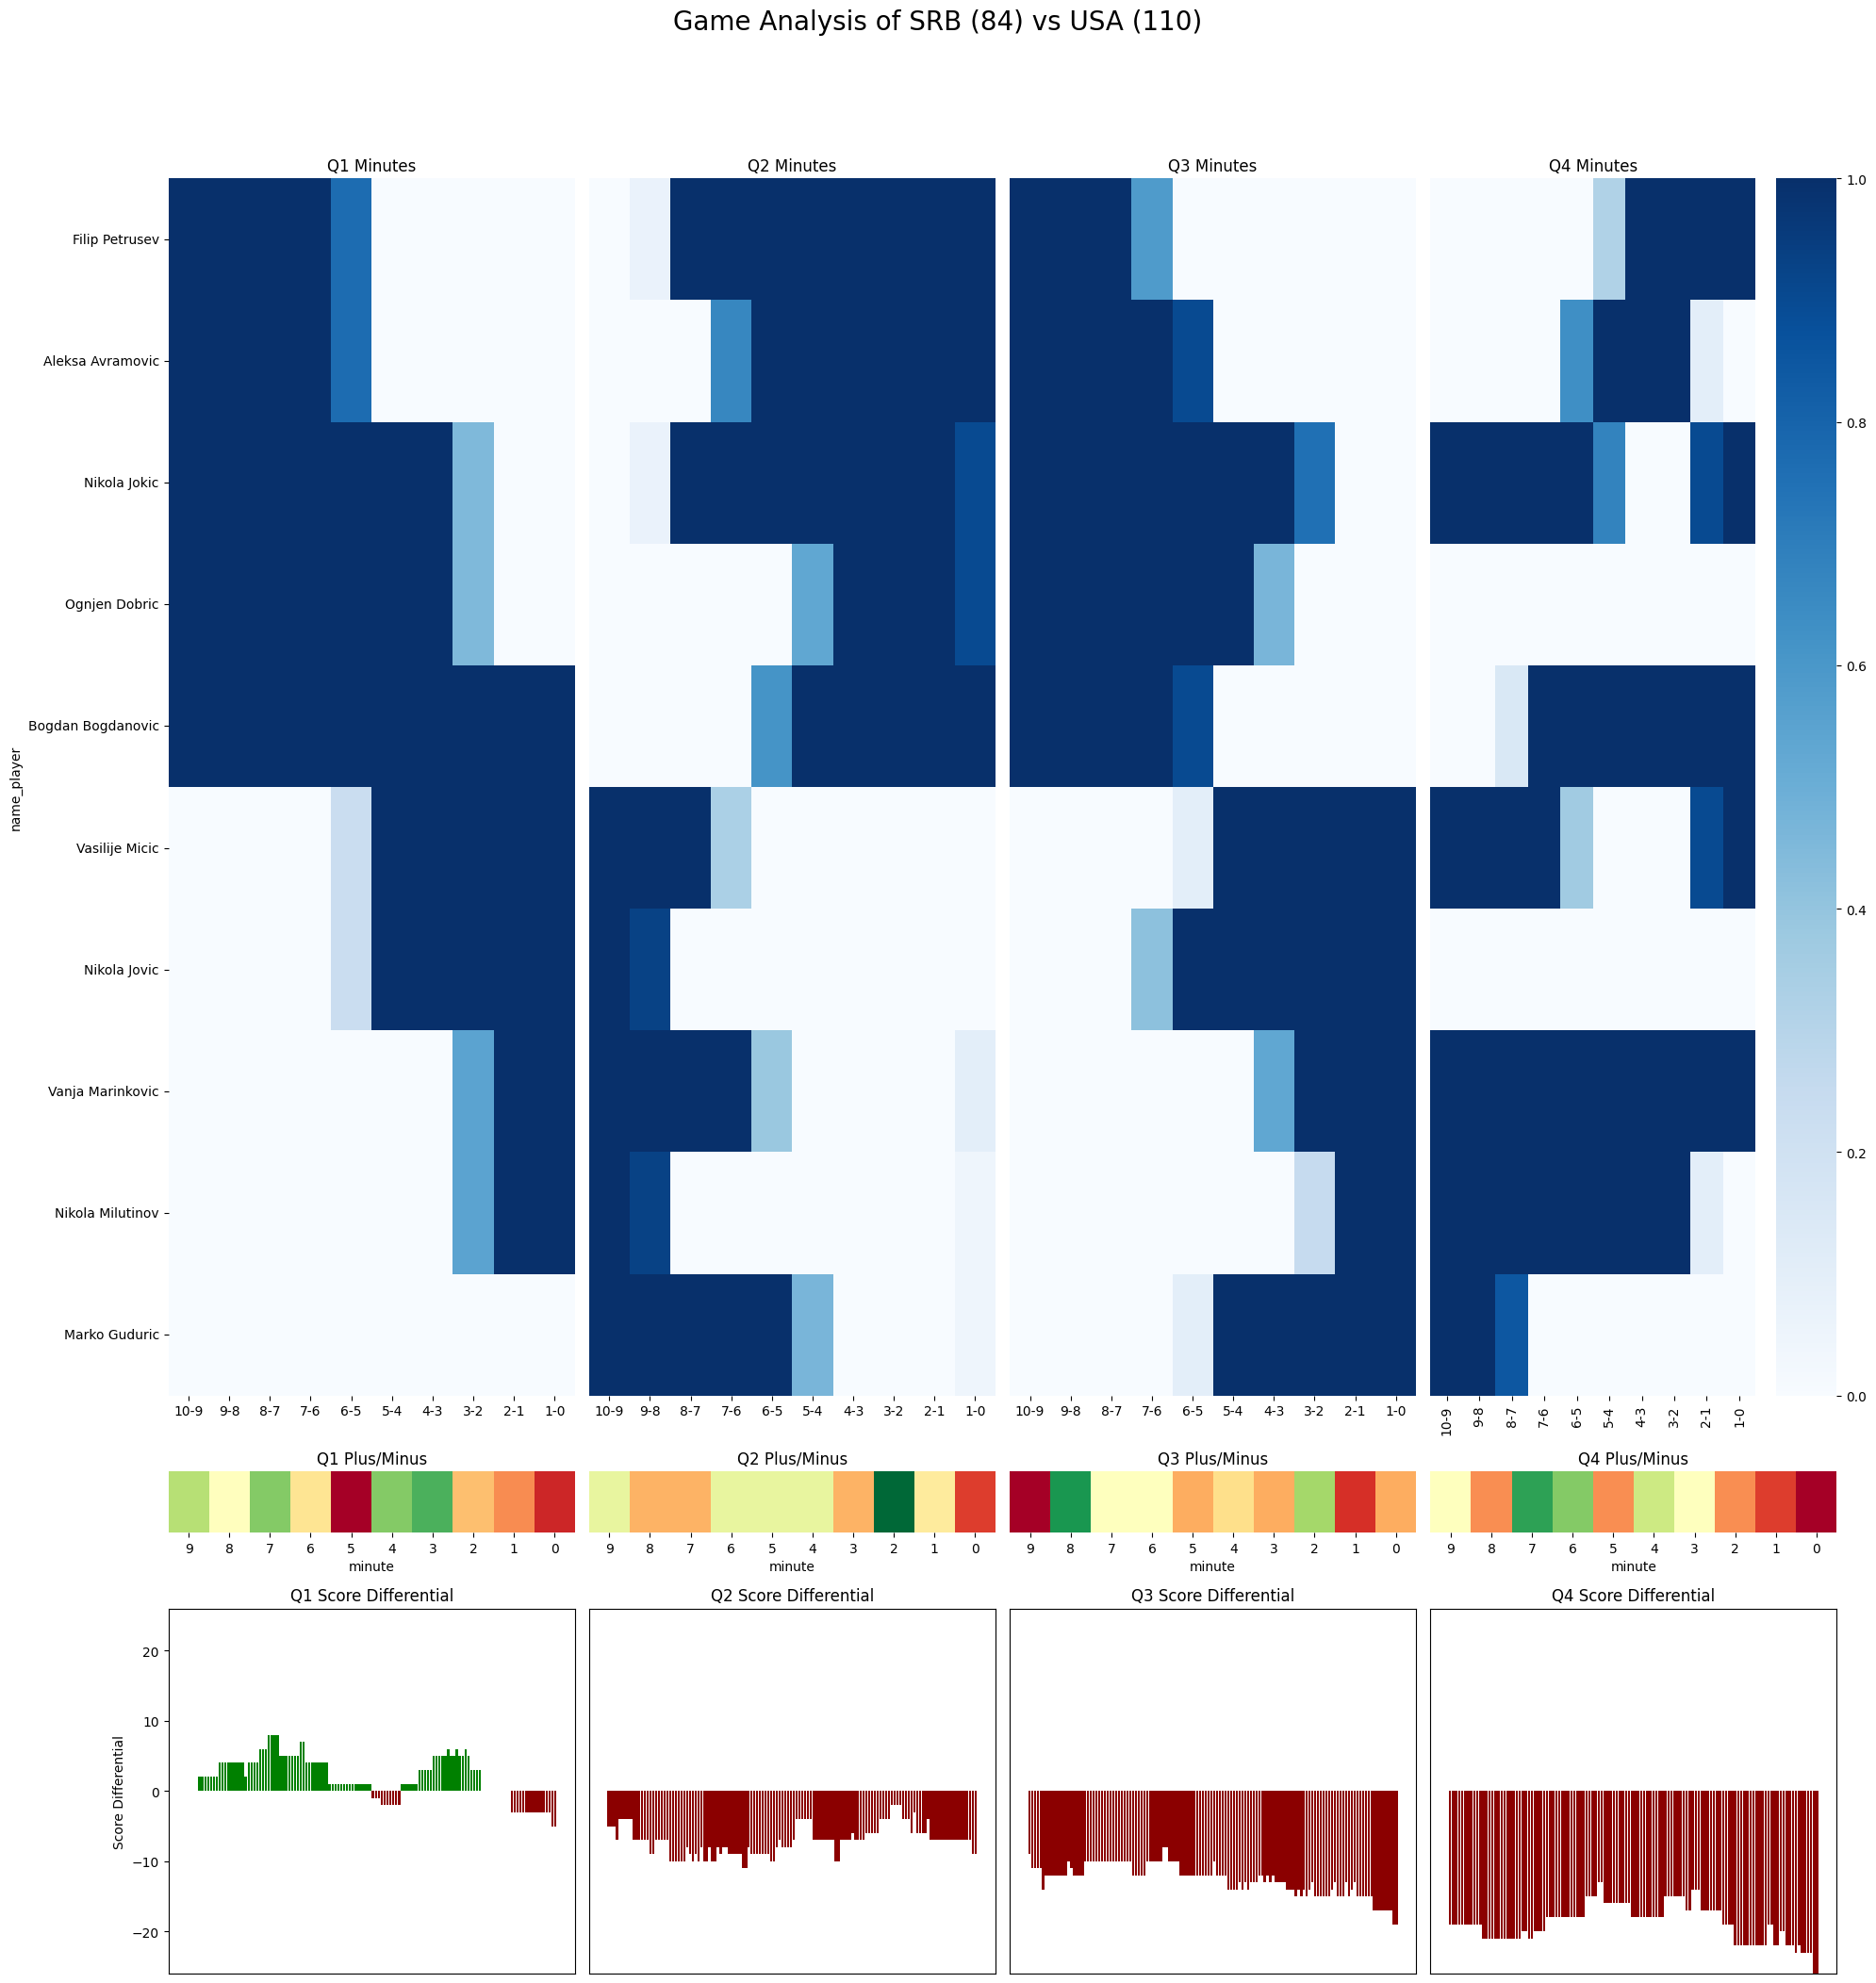 Game Analysis of SRB (84) vs USA (110)
Q1 Minutes Q2 Minutes Q3 Minutes Q4 Minutes
name_player
Filip Petrusev
Aleksa Avramovic
Nikola Jokic
Ognjen Dobric
Bogdan Bogdanovic
Vasilije Micic
Nikola Jovic
Vanja Marinkovic
Nikola Milutinov
Marko Guduric
1.0
0.8
0.6
0.4
0.2
0.0
10-9 9-8 8-7 7-6 6-5 5-4 4-3 3-2 2-1 1-0 10-9 9-8 8-7 7-6 6-5 5-4 4-3 3-2 2-1 1-0 10-9 9-8 8-7 7-6 6-5 5-4 4-3 3-2 2-1 1-0 10-9 9-8 8-7 7-6 6-5 5-4 4-3 3-2 2-1 1-0
Q1 Plus/Minus Q2 Plus/Minus Q3 Plus/Minus Q4 Plus/Minus
9 8 7 6 5 4 3 2 1 0 9 8 7 6 5 4 3 2 1 0 9 8 7 6 5 4 3 2 1 0 9 8 7 6 5 4 3 2 1 0
minute minute minute minute
Q1 Score Differential Q2 Score Differential Q3 Score Differential Q4 Score Differential
Score Differential
20
10
0
−10
−20